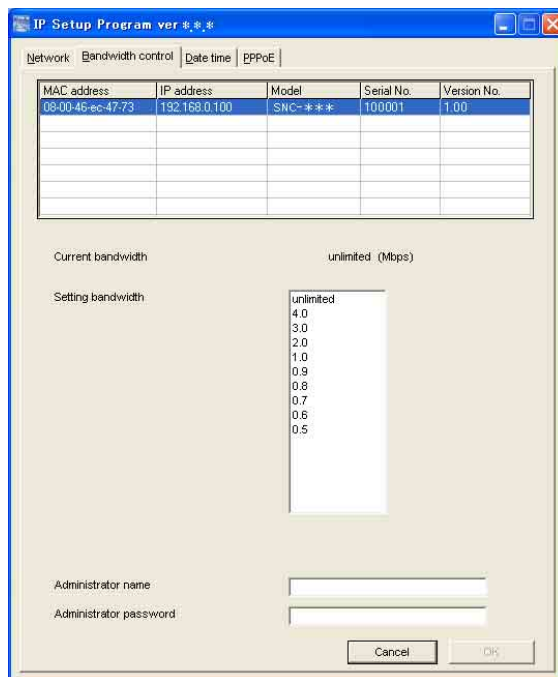 IP Setup Program ver *.*.*
Network Bandwidth control Date time PPPoE
MAC address IP address Model Serial No. Version No.
08-00-46-ec-47-73 192.168.0.100 SNC-*** 100001 1.00
Current bandwidth unlimited (Mbps)
Setting bandwidth
unlimited
4.0
3.0
2.0
1.0
0.9
0.8
0.7
0.6
0.5
Administrator name
Administrator password
Cancel OK